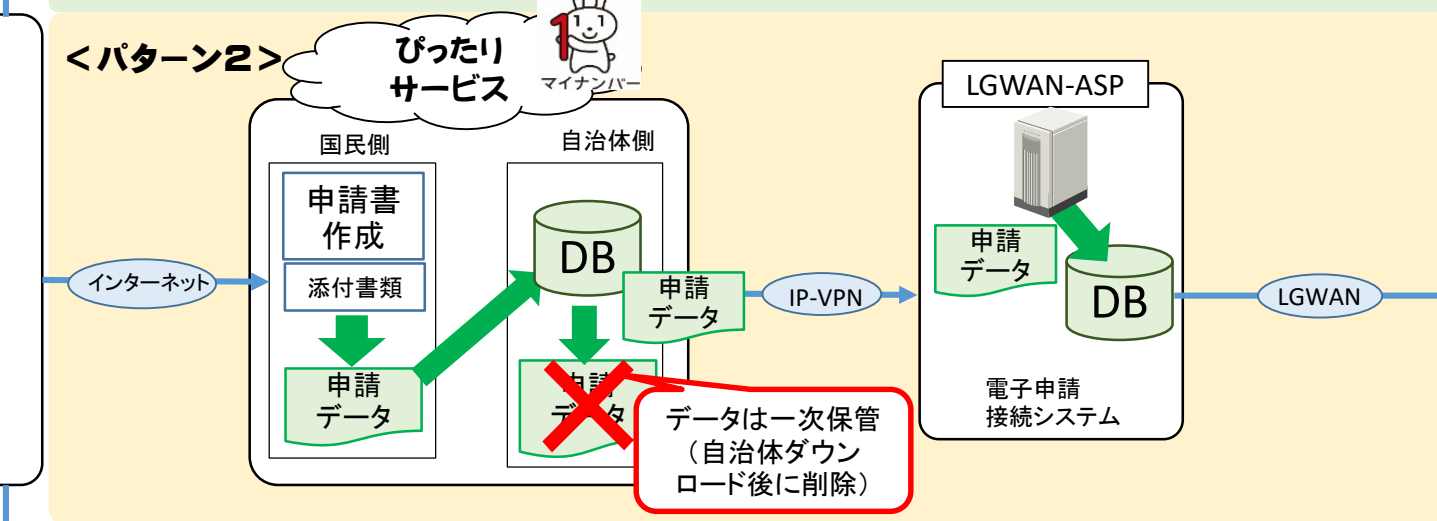 ＜パターン2＞
ぴったり
サービス
マイナンバー
国民側
自治体側
申請書
作成
添付書類
申請
データ
DB
申請
データ
申請
データ
データは一次保管
（自治体ダウン
ロード後に削除）
インターネット
IP-VPN
LGWAN-ASP
申請
データ
DB
電子申請
接続システム
LGWAN